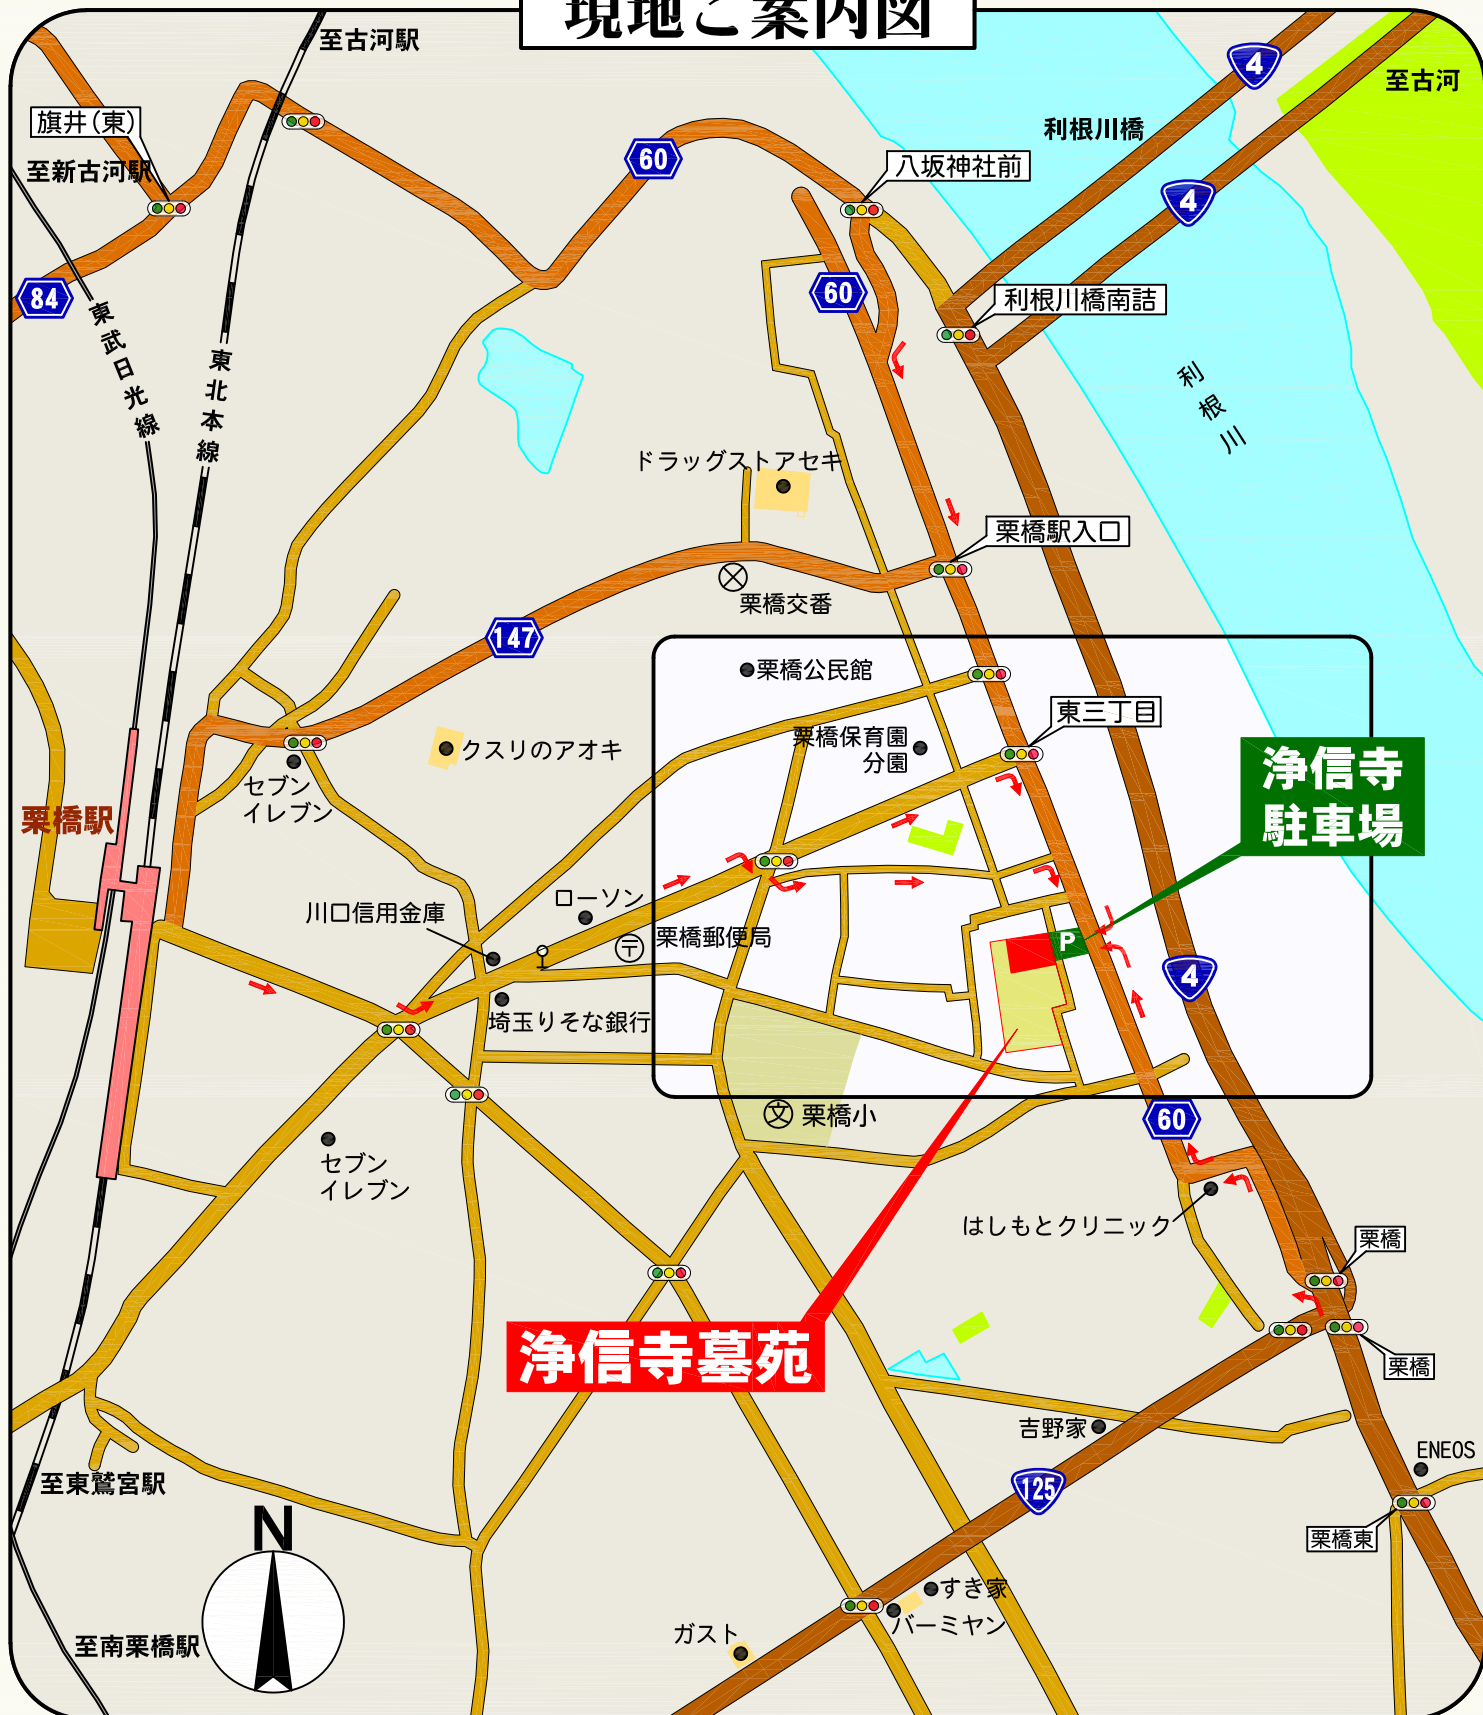 現地ご案内図
至古河駅
4
至古河
旗井(東)
利根川橋
至新古河駅
60
八坂神社前
4
84
60
利根川橋南詰
東武日光線
東北本線
利根川
ドラッグストアセキ
栗橋駅入口
栗橋交番
147
栗橋公民館
東三丁目
栗橋保育園
分園
クスリのアオキ
浄信寺
駐車場
セブン
イレブン
栗橋駅
ローソン
川口信用金庫
〒
栗橋郵便局
P
4
埼玉りそな銀行
文
栗橋小
60
セブン
イレブン
はしもとクリニック
栗橋
浄信寺墓苑
栗橋
吉野家
ENEOS
至東鷲宮駅
125
N
栗橋東
すき家
バーミヤン
ガスト
至南栗橋駅